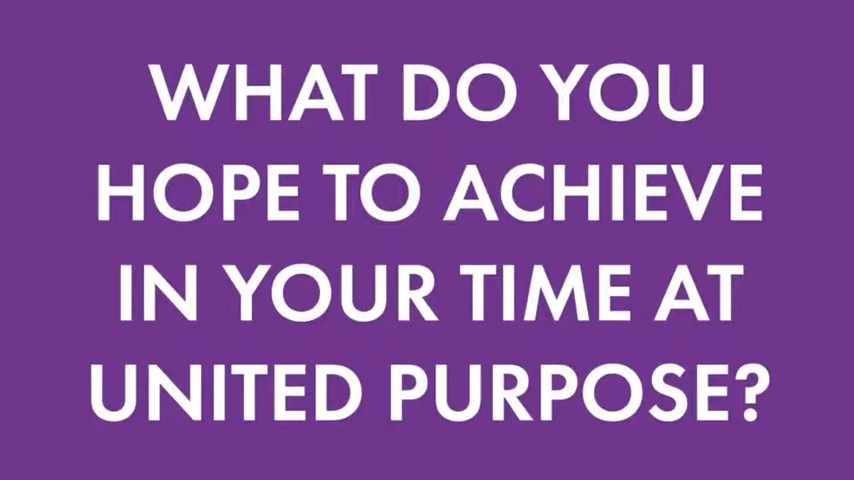 WHAT DO YOU
HOPE TO ACHIEVE
IN YOUR TIME AT
UNITED PURPOSE?